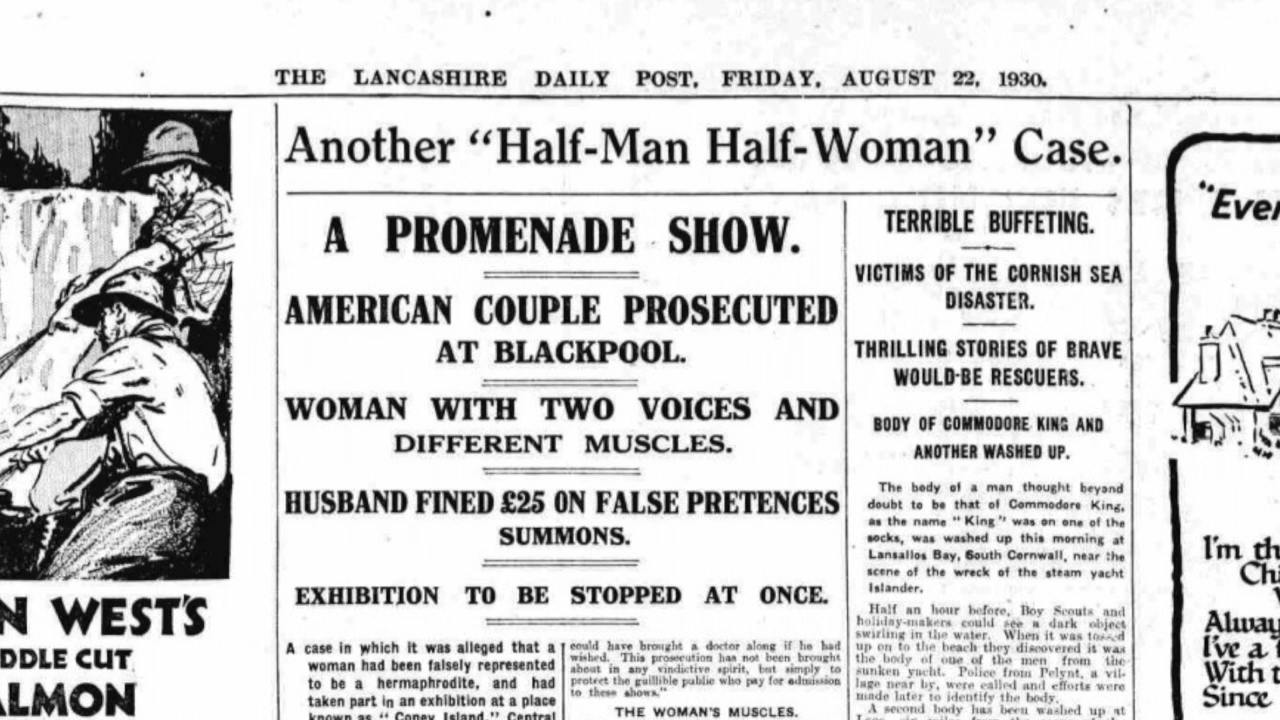 THE LANCASHIRE DAILY POST, FRIDAY, AUGUST 22, 1930.
Another "Half-Man Half-Woman" Case.
A PROMENADE SHOW.
AMERICAN COUPLE PROSECUTED
AT BLACKPOOL.
WOMAN WITH TWO VOICES AND
DIFFERENT MUSCLES.
HUSBAND FINED £25 ON FALSE PRETENCES
SUMMONS.
EXHIBITION TO BE STOPPED AT ONCE.
A case in which it was alleged that a
woman had been falsely represented
to be a hermaphrodite, and had
taken part in an exhibition at a place
known as "Coney Island," Central
could have brought a doctor along if he had
wished. This prosecution has not been brought
about in any vindictive spirit, but simply to
protect the guillible public who pay for admission
to these shows."
THE WOMAN'S MUSCLES.
TERRIBLE BUFFETING.
VICTIMS OF THE CORNISH SEA
DISASTER.
THRILLING STORIES OF BRAVE
WOULD-BE RESCUERS.
BODY OF COMMODORE KING AND
ANOTHER WASHED UP.
The body of a man thought beyond
doubt to be that of Commodore King,
as the name "King" was on one of the
socks, was washed up this morning at
Lansallos Bay, South Cornwall, near the
scene of the wreck of the steam yacht
Islander.
Half an hour before, Boy Scouts and
holiday-makers could see a dark object
swirling in the water. When it was tossed
up on to the beach they discovered it was
the body of one of the men from the
sunken yacht. Police from Pelynt, a vil-
lage near by, were called and efforts were
made later to identify the body.
A second body has been washed up at
N WEST'S
DDLE CUT
ALMON
"Ever
I'm th
Chi
Alway
I've a
With t
Since